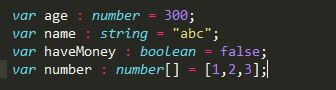 var age : number = 300;
var name : string = "abc";
var haveMoney : boolean = false;
var number : number[] = [1,2,3];